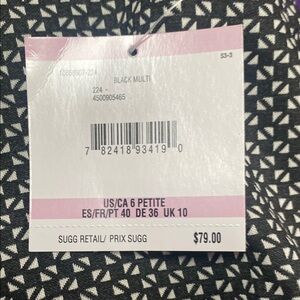 S3-3
BLACK MULTI
224 -
4500905465
7 82418 93419 0
US/CA 6 PETITE
ES/FR/PT 40 DE 36 UK 10
SUGG RETAIL/ PRIX SUGG $79.00